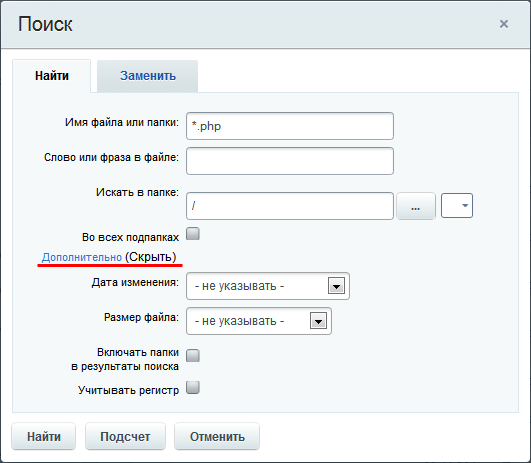 Поиск ×
Найти Заменить
Имя файла или папки: *.php
Слово или фраза в файле:
Искать в папке: / ...
Во всех подпапках
Дополнительно (Скрыть)
Дата изменения: - не указывать -
Размер файла: - не указывать -
Включать папки
в результаты поиска
Учитывать регистр
Найти Подсчет Отменить